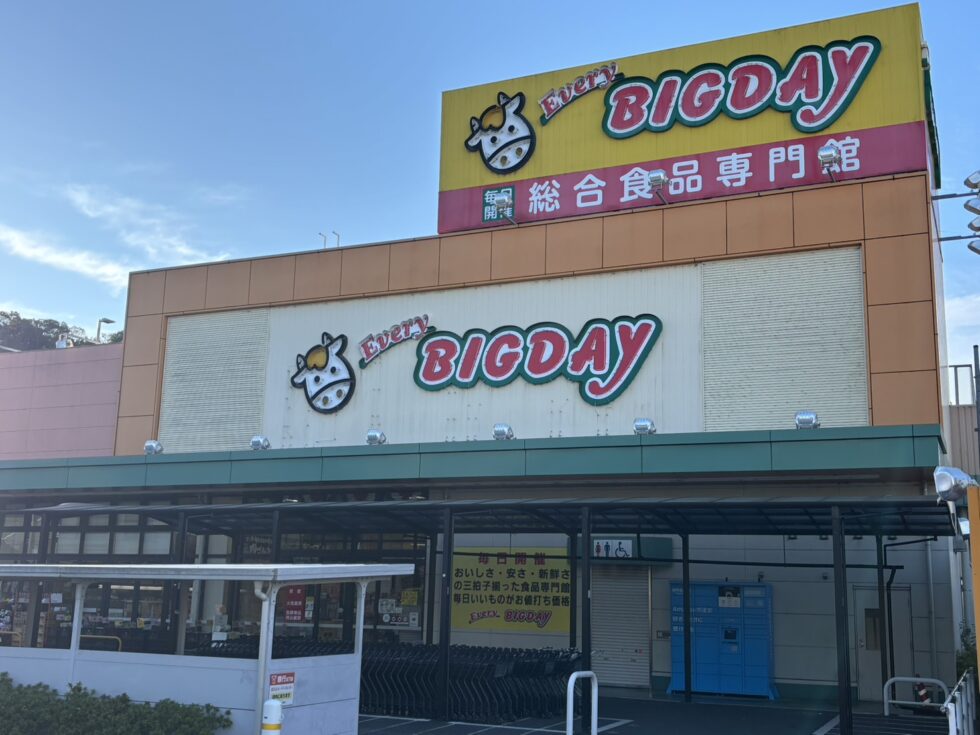 Every BIGDAY
毎日
開催
総合食品専門館
Every BIGDAY
毎日開催
おいしさ・安さ・新鮮さ
の三拍子揃った食品専門館
毎日いいものがお値打ち価格
Every BIGDAY